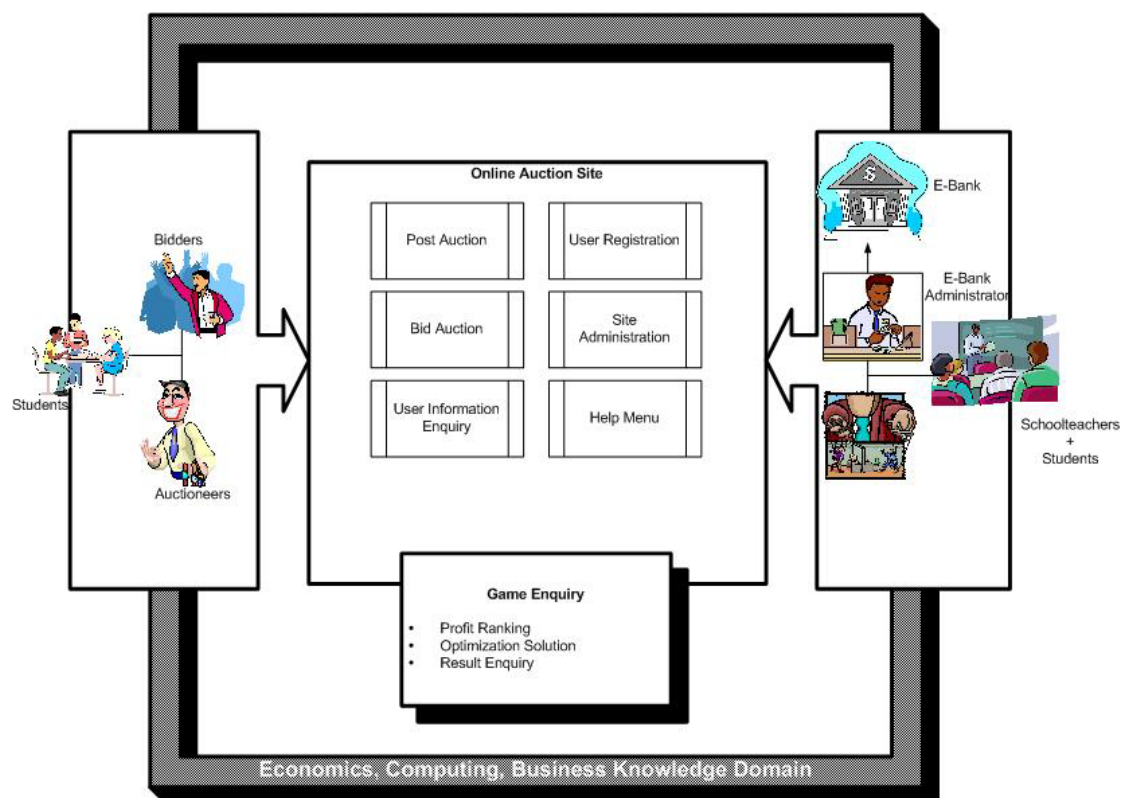 Online Auction Site
Post Auction
User Registration
Bid Auction
Site
Administration
User Information
Enquiry
Help Menu
Bidders
Students
Auctioneers
E-Bank
E-Bank
Administrator
Schoolteachers
+
Students
Game Enquiry
• Profit Ranking
• Optimization Solution
• Result Enquiry
Economics, Computing, Business Knowledge Domain